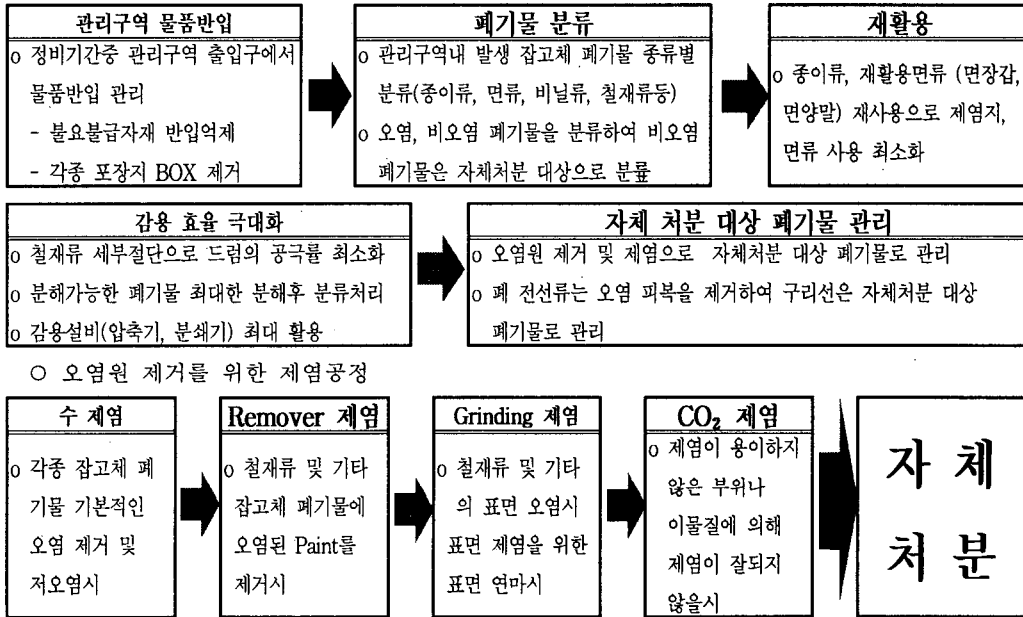 관리구역 물품반입
o 정비기간중 관리구역 출입구에서
물품반입 관리
- 불요불급자재 반입억제
- 각종 포장지 BOX 제거
폐기물 분류
o 관리구역내 발생 잡고체 폐기물 종류별
분류(종이류, 면류, 비닐류, 철재류등)
o 오염, 비오염 폐기물을 분류하여 비오염
폐기물은 자체처분 대상으로 분률
재활용
o 종이류, 재활용면류 (면장갑,
면양말) 재사용으로 제염지,
면류 사용 최소화
감용 효율 극대화
o 철재류 세부절단으로 드럼의 공극률 최소화
o 분해가능한 폐기물 최대한 분해후 분류처리
o 감용설비(압축기, 분쇄기) 최대 활용
자체 처분 대상 폐기물 관리
o 오염원 제거 및 제염으로 자체처분 대상 폐기물로 관리
o 폐 전선류는 오염 피복을 제거하여 구리선은 자체처분 대상
폐기물로 관리
○ 오염원 제거를 위한 제염공정
수 제염
o 각종 잡고체 폐
기물 기본적인
오염 제거 및
저오염시
Remover 제염
o 철재류 및 기타
잡고체 폐기물에
오염된 Paint를
제거시
Grinding 제염
o 철재류 및 기타
의 표면 오염시
표면 제염을 위한
표면 연마시
CO₂ 제염
o 제염이 용이하지
않은 부위나
이물질에 의해
제염이 잘되지
않을시
자 체
처 분